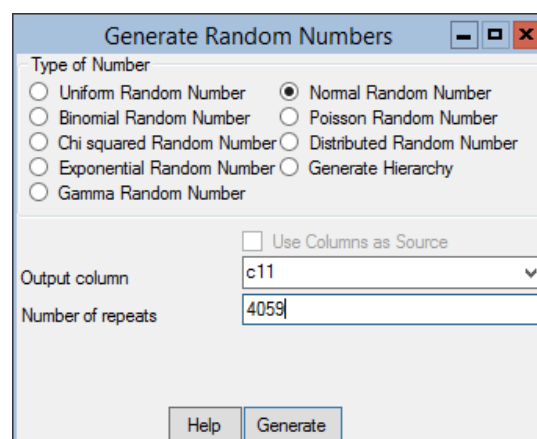 Generate Random Numbers
Type of Number
Uniform Random Number Normal Random Number
Binomial Random Number Poisson Random Number
Chi squared Random Number Distributed Random Number
Exponential Random Number Generate Hierarchy
Gamma Random Number
Use Columns as Source
Output column c11
Number of repeats 4059
Help Generate